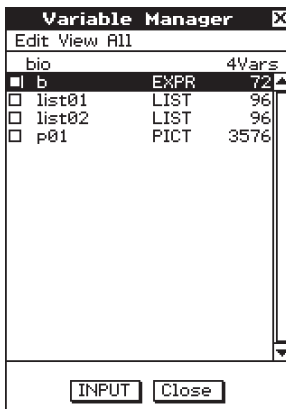 Variable Manager
Edit View All
bio 4Vars
b EXPR 72
list01 LIST 96
list02 LIST 96
p01 PICT 3576
INPUT Close